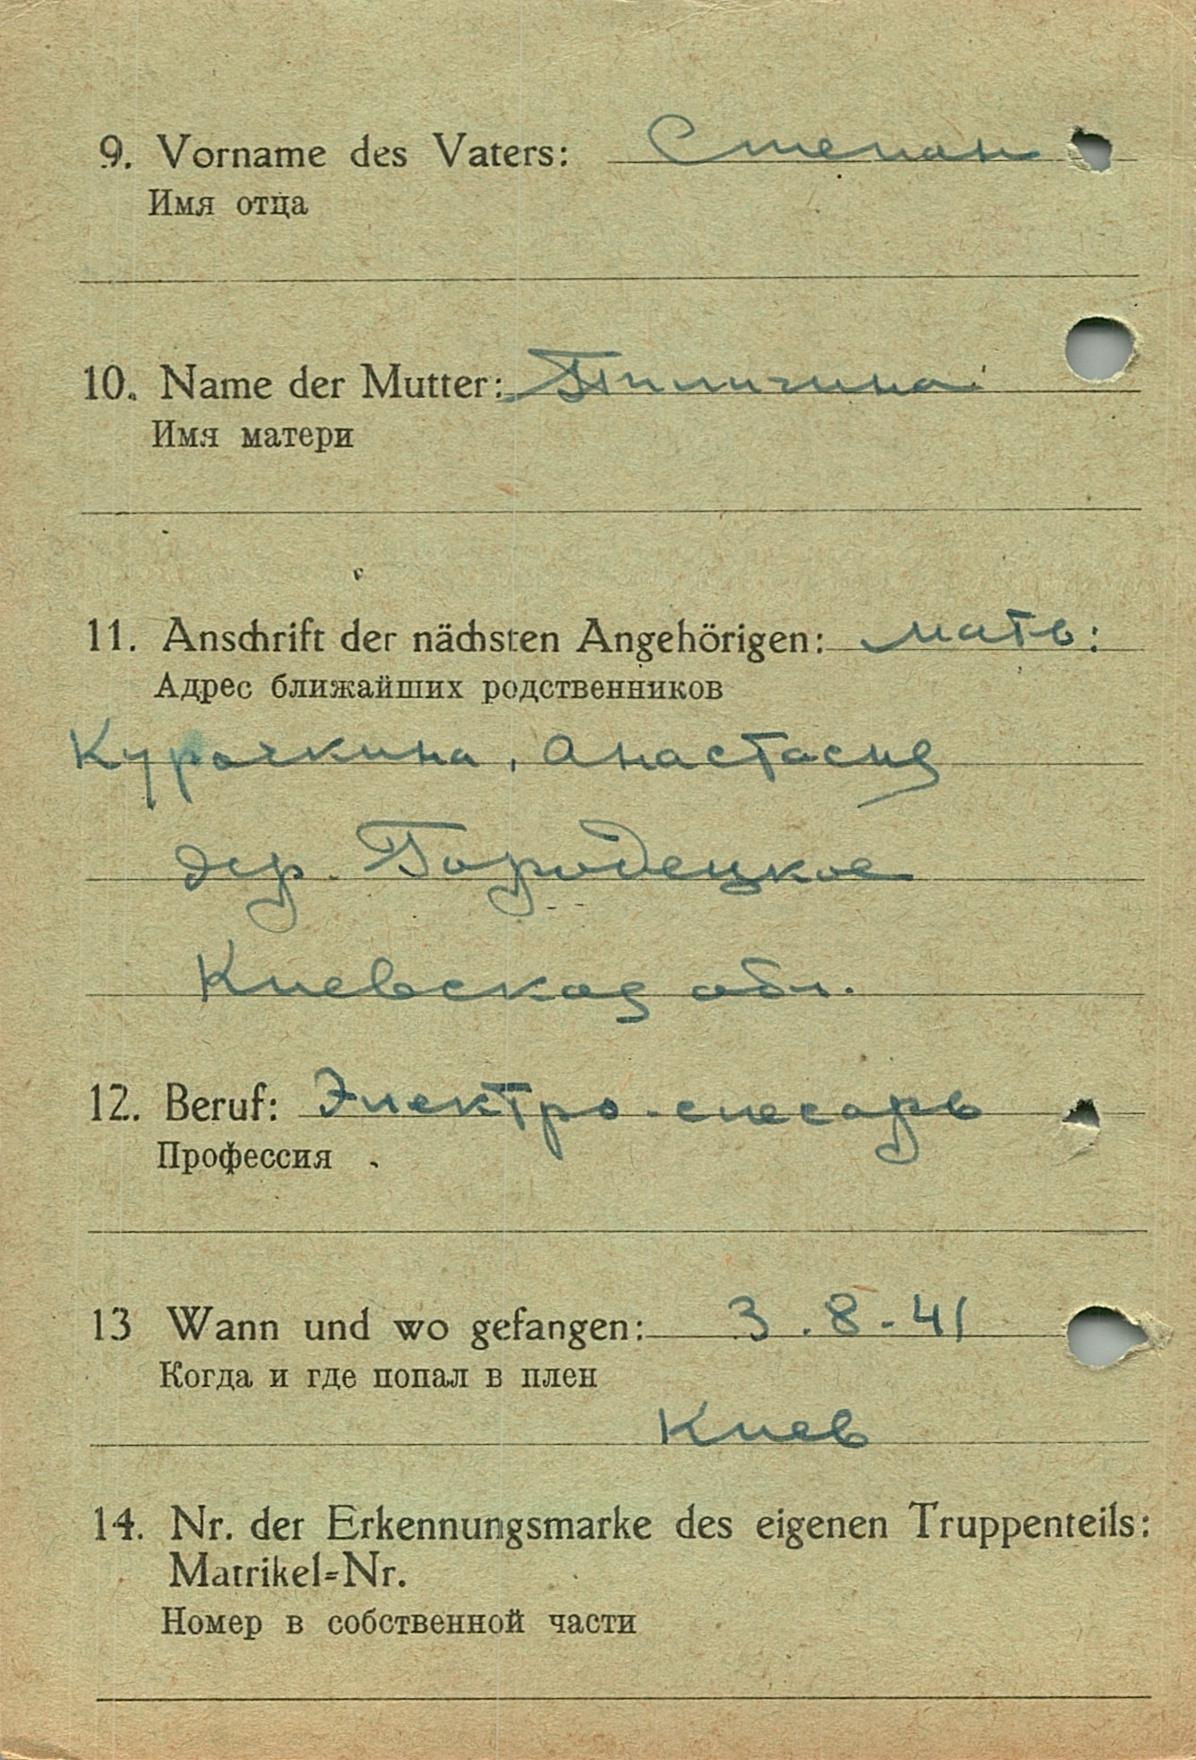 9. Vorname des Vaters: Степан
Имя отца
10. Name der Mutter:
Имя матери
11. Anschrift der nächsten Angehörigen: мать:
Адрес ближайших родственников
Курочкина, Анастасия
дер. Бородецкое
Киевская обл.
12. Beruf: Электро-слесарь
Профессия
13 Wann und wo gefangen: 3.8.41
Когда и где попал в плен
Киев
14. Nr. der Erkennungsmarke des eigenen Truppenteils:
Matrikel=Nr.
Номер в собственной части